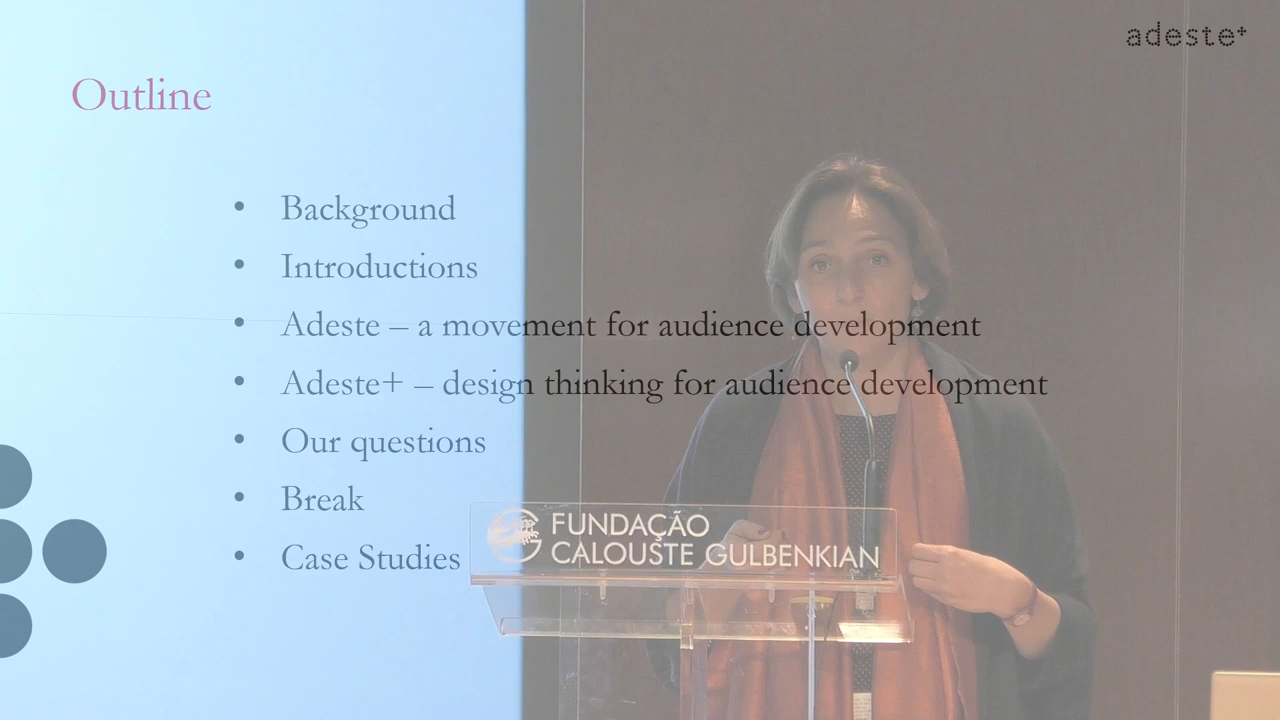 adeste+
Outline
• Background
• Introductions
• Adeste – a movement for audience development
• Adeste+ – design thinking for audience development
• Our questions
• Break
• Case Studies
FUNDAÇÃO
CALOUSTE GULBENKIAN